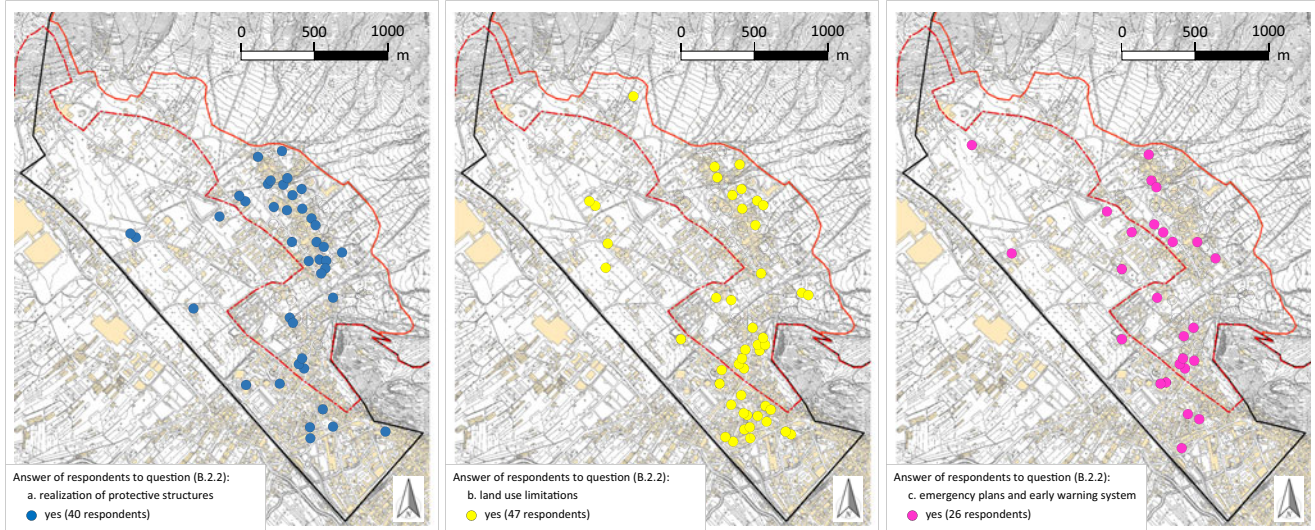 0 500 1000
m
Answer of respondents to question (B.2.2):
a. realization of protective structures
yes (40 respondents)
0 500 1000
m
Answer of respondents to question (B.2.2):
b. land use limitations
yes (47 respondents)
0 500 1000
m
Answer of respondents to question (B.2.2):
c. emergency plans and early warning system
yes (26 respondents)